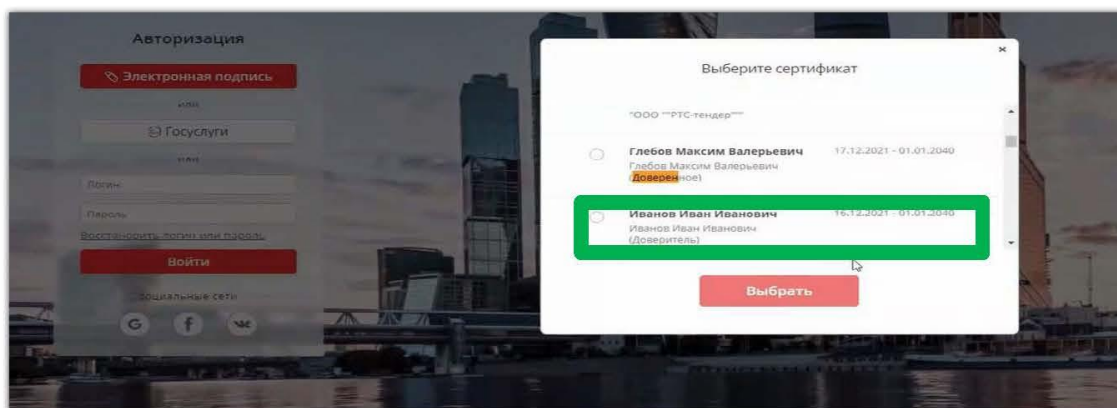 Авторизация
Электронная подпись
или
Госуслуги
или
Логин
Пароль
Восстановить логин или пароль
Войти
Социальные сети
G f
×
Выберите сертификат
"ООО ""РТС-тендер"""
Глебов Максим Валерьевич 17.12.2021 - 01.01.2040
Глебов Максим Валерьевич
(Доверенное)
Иванов Иван Иванович 16.12.2021 - 01.01.2040
Иванов Иван Иванович
(Доверитель)
Выбрать